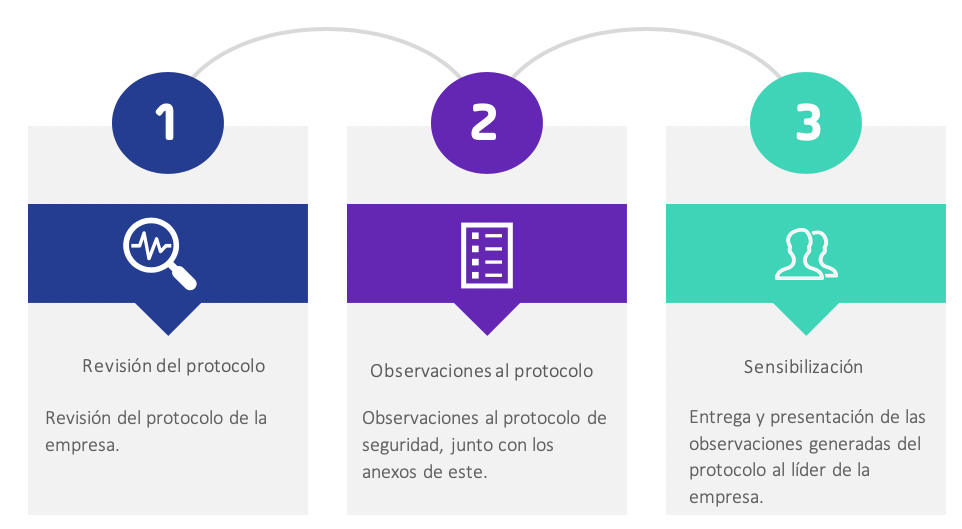 1
2
3
Revisión del protocolo
Revisión del protocolo de la
empresa.
Observaciones al protocolo
Observaciones al protocolo de
seguridad, junto con los
anexos de este.
Sensibilización
Entrega y presentación de las
observaciones generadas del
protocolo al líder de la
empresa.